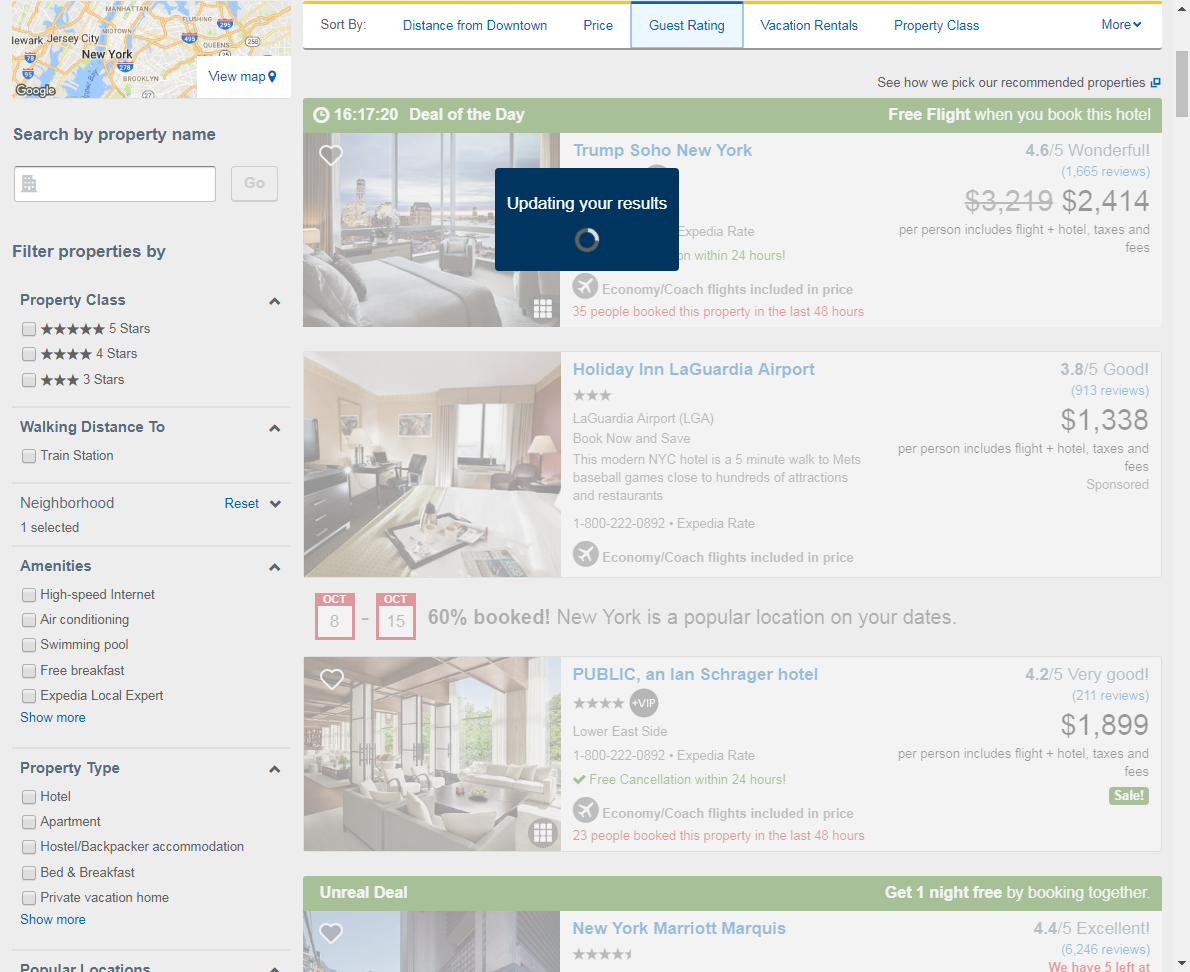 MANHATTAN
FLUSHING
lewark
Jersey City
MIDTOWN
295
495
QUEENS
258
78
New York
25
95
278
BROOKLYN
27
Google
View map
Search by property name
Go
Filter properties by
Property Class
5 Stars
4 Stars
3 Stars
Walking Distance To
Train Station
Neighborhood
Reset
1 selected
Amenities
High-speed Internet
Air conditioning
Swimming pool
Free breakfast
Expedia Local Expert
Show more
Property Type
Hotel
Apartment
Hostel/Backpacker accommodation
Bed & Breakfast
Private vacation home
Show more
Popular Locations
Sort By:
Distance from Downtown
Price
Guest Rating
Vacation Rentals
Property Class
More
See how we pick our recommended properties
16:17:20 Deal of the Day
Free Flight when you book this hotel
Trump Soho New York
4.6/5 Wonderful!
(1,665 reviews)
$3,219 $2,414
per person includes flight + hotel, taxes and
fees
Updating your results
Expedia Rate
within 24 hours!
Economy/Coach flights included in price
35 people booked this property in the last 48 hours
Holiday Inn LaGuardia Airport
3.8/5 Good!
(913 reviews)
$1,338
per person includes flight + hotel, taxes and
fees
Sponsored
LaGuardia Airport (LGA)
Book Now and Save
This modern NYC hotel is a 5 minute walk to Mets
baseball games close to hundreds of attractions
and restaurants
1-800-222-0892 • Expedia Rate
Economy/Coach flights included in price
OCT
8
-
OCT
15
60% booked! New York is a popular location on your dates.
PUBLIC, an Ian Schrager hotel
4.2/5 Very good!
(211 reviews)
$1,899
per person includes flight + hotel, taxes and
fees
Sale!
+VIP
Lower East Side
1-800-222-0892 • Expedia Rate
Free Cancellation within 24 hours!
Economy/Coach flights included in price
23 people booked this property in the last 48 hours
Unreal Deal
Get 1 night free by booking together.
New York Marriott Marquis
4.4/5 Excellent!
(6,246 reviews)
We have 5 left at